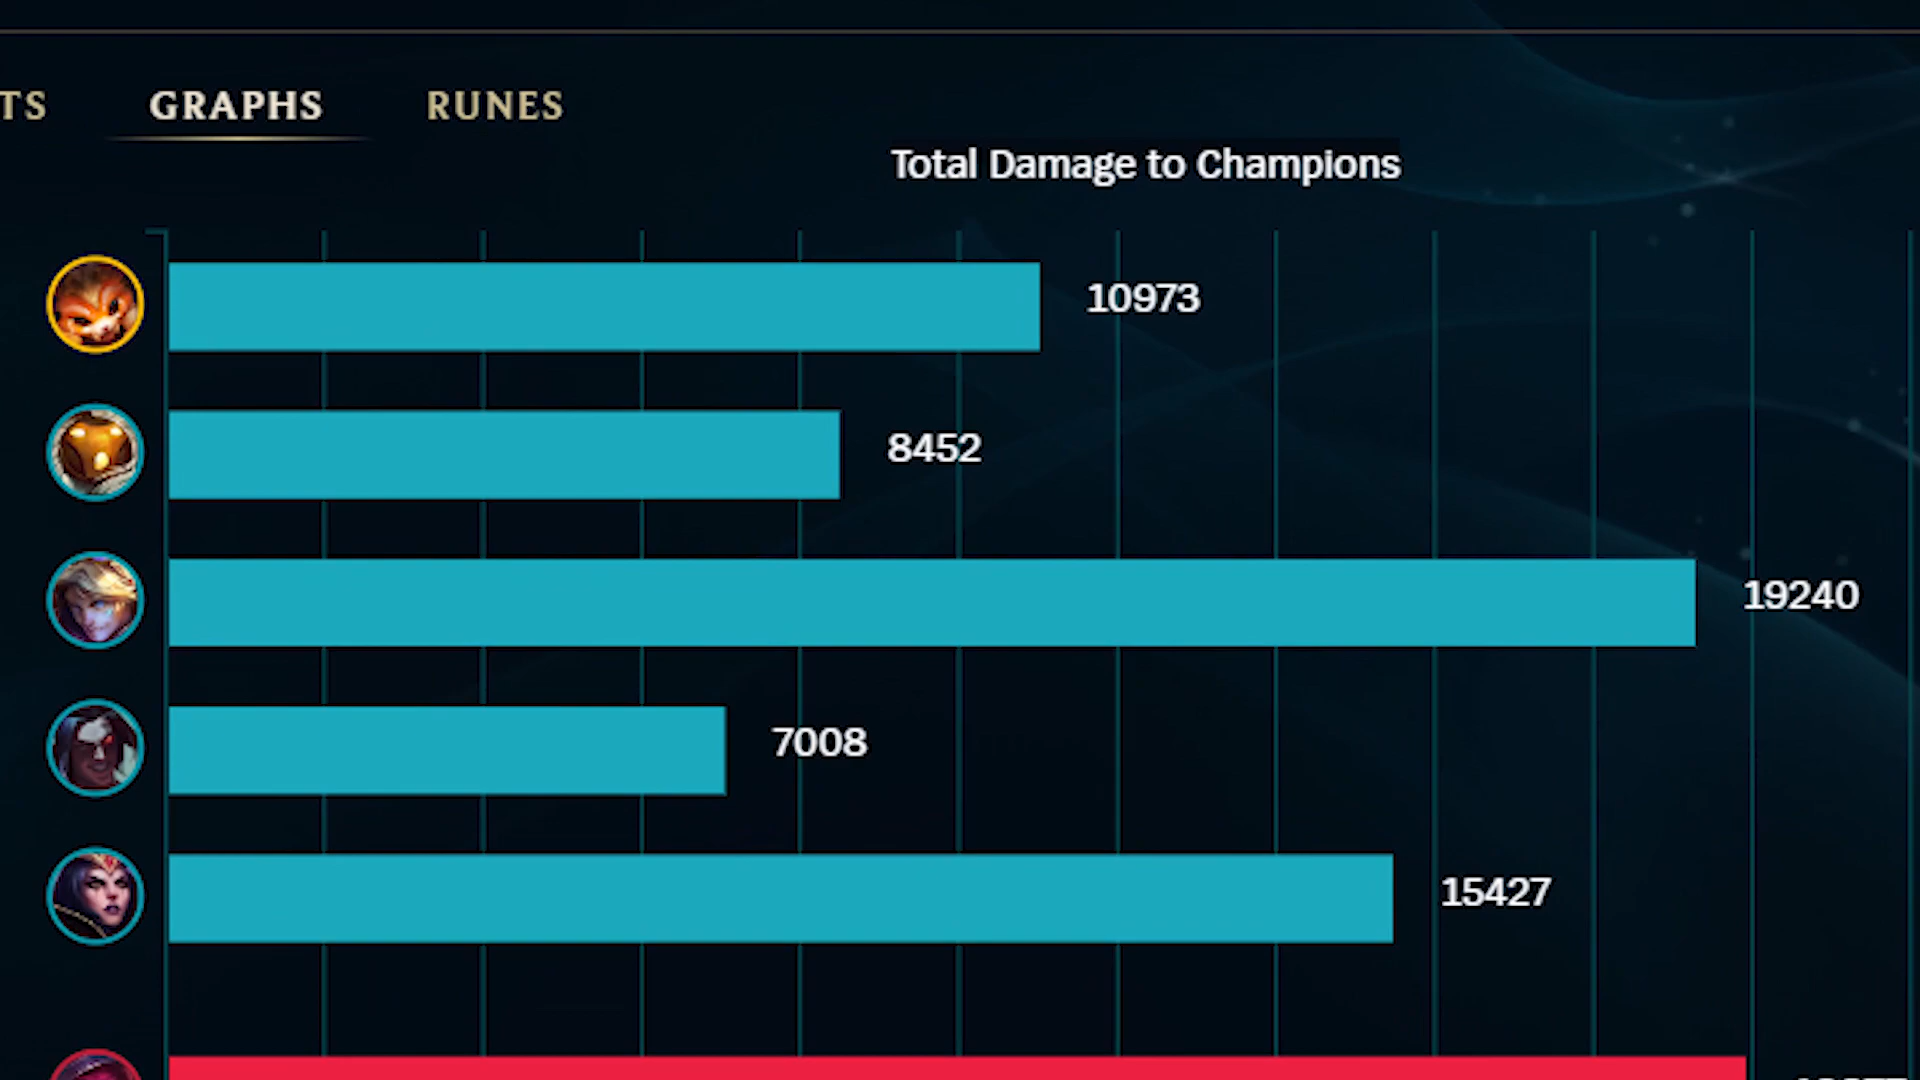 TS GRAPHS RUNES
Total Damage to Champions
10973
8452
19240
7008
15427